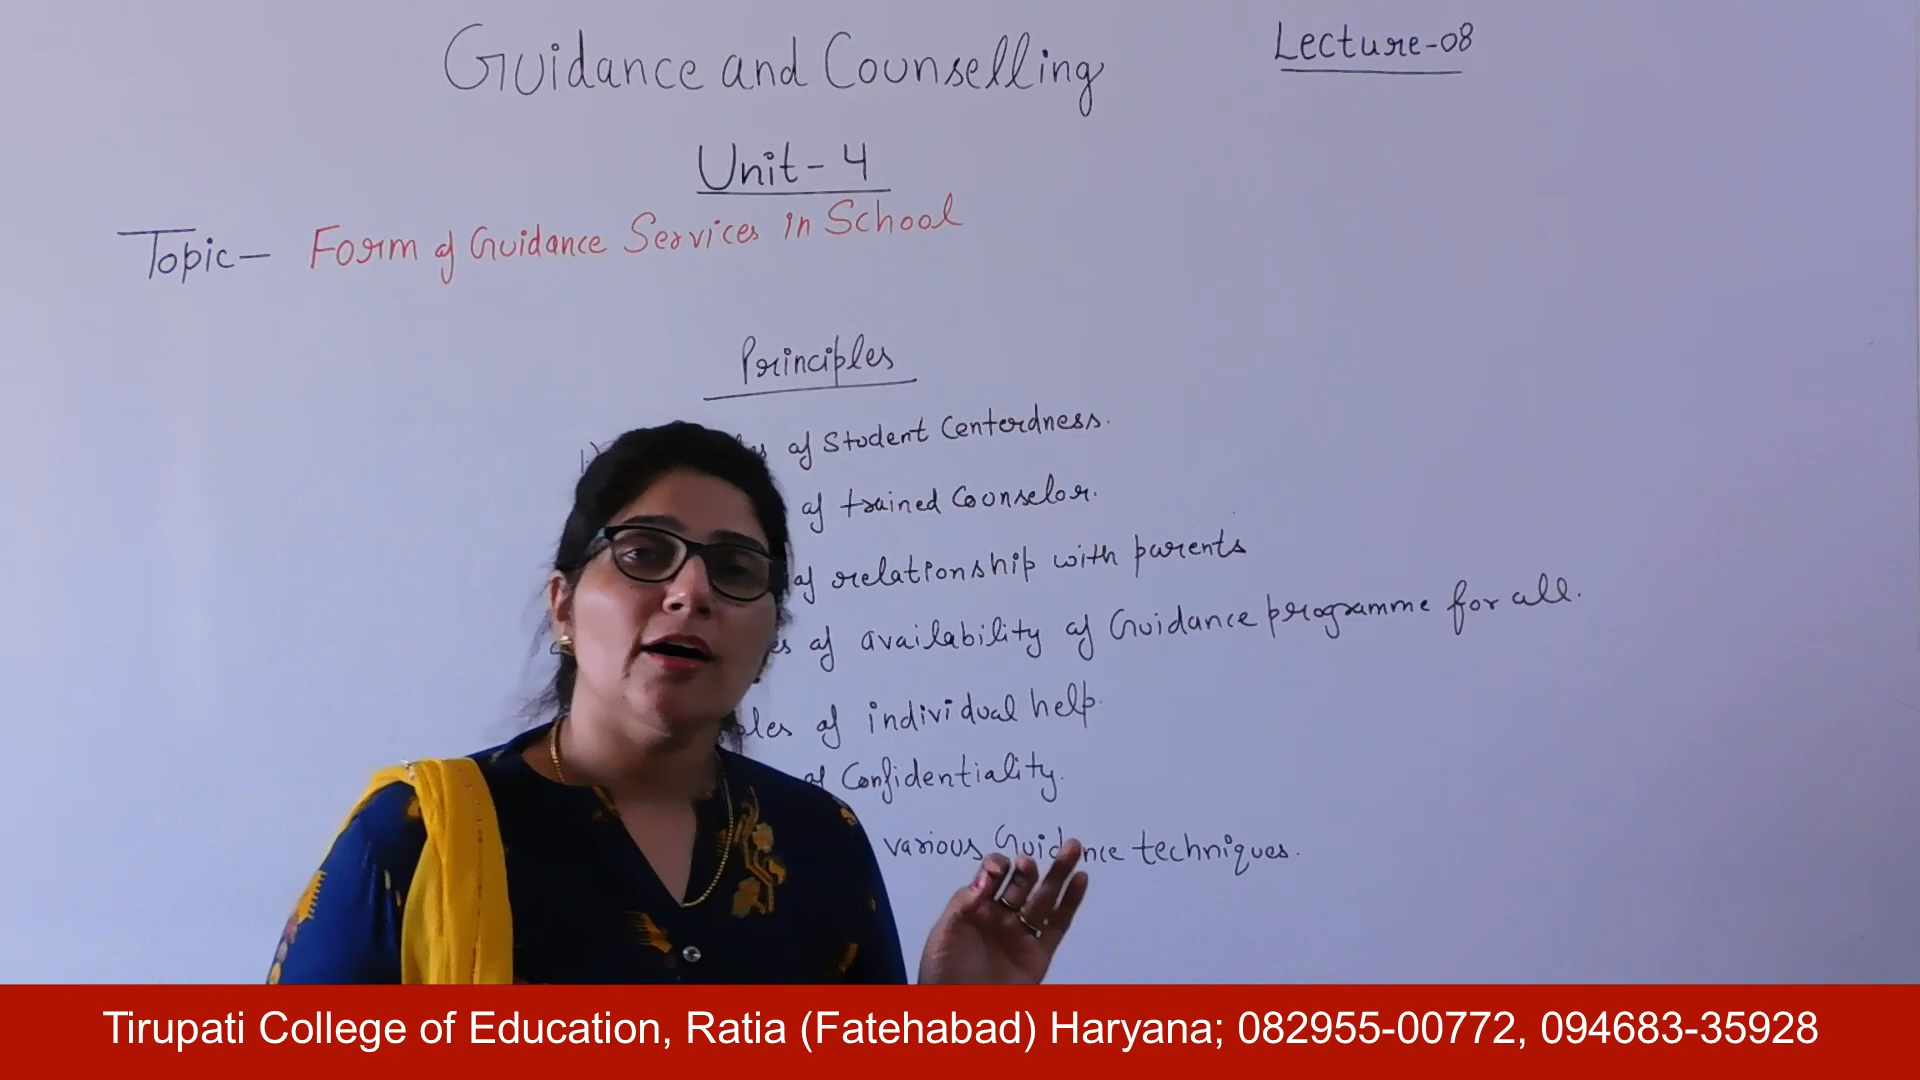 Guidance and Counselling
Lecture-08
Unit-4
Topic- Form of Guidance Services in School
Principles
1) of Student Centerdness.
of trained Counselor.
of relationship with parents
of availability of Guidance programme for all.
of individual help.
of Confidentiality.
various Guidance techniques.
Tirupati College of Education, Ratia (Fatehabad) Haryana; 082955-00772, 094683-35928